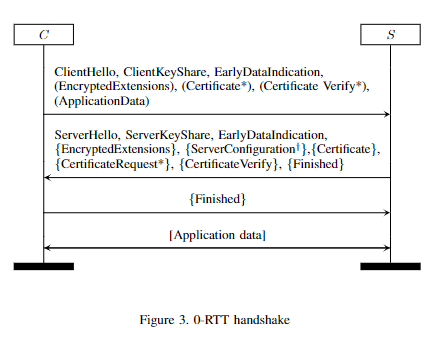 C
S
ClientHello, ClientKeyShare, EarlyDataIndication,
(EncryptedExtensions), (Certificate*), (Certificate Verify*),
(ApplicationData)
ServerHello, ServerKeyShare, EarlyDataIndication,
{EncryptedExtensions}, {ServerConfiguration†},{Certificate},
{CertificateRequest*}, {CertificateVerify}, {Finished}
{Finished}
[Application data]
Figure 3. 0-RTT handshake